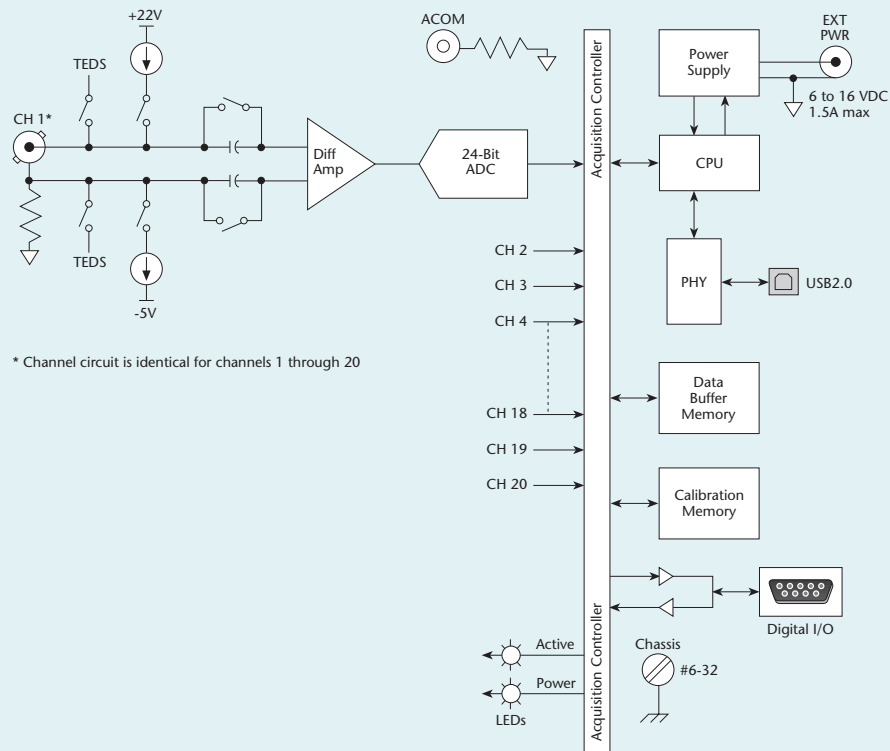 +22V
TEDS
CH 1*
TEDS
-5V
Diff
Amp
24-Bit
ADC
ACOM
Acquisition Controller
Power
Supply
EXT
PWR
6 to 16 VDC
1.5A max
CPU
PHY
USB2.0
CH 2
CH 3
CH 4
CH 18
CH 19
CH 20
* Channel circuit is identical for channels 1 through 20
Data
Buffer
Memory
Calibration
Memory
Digital I/O
Acquisition Controller
Chassis
#6-32
Active
Power
LEDs